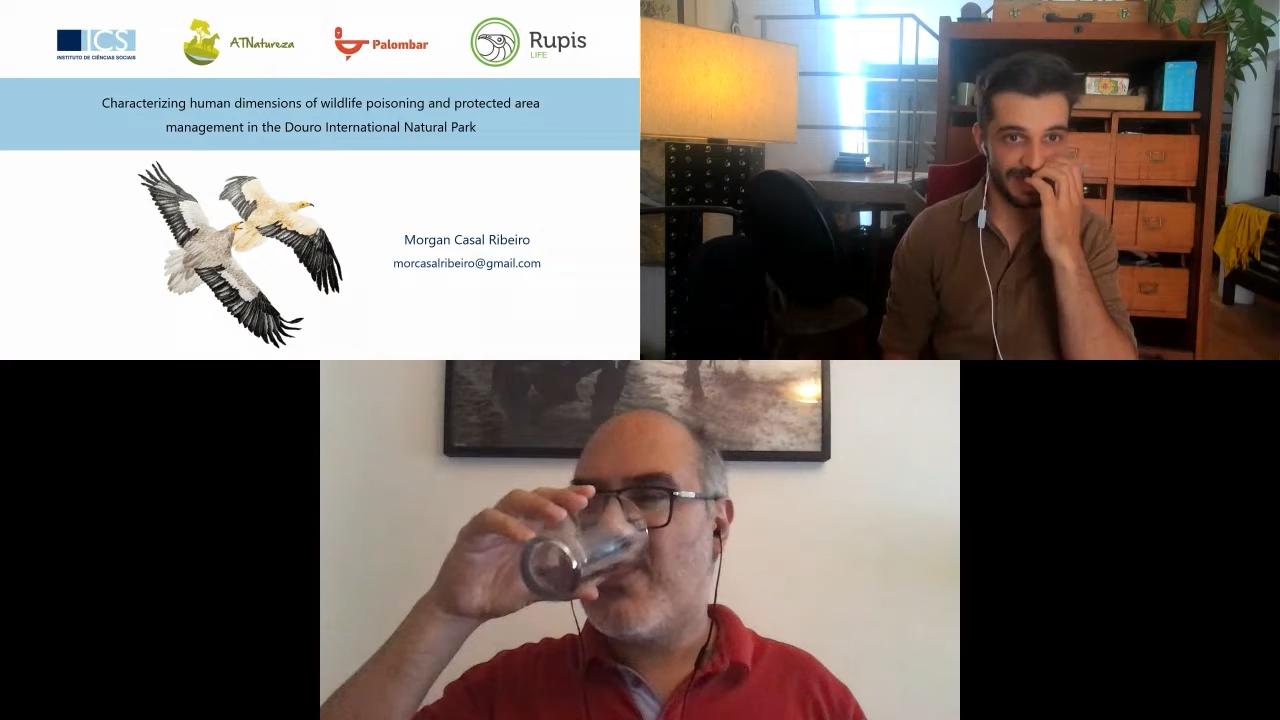 ICS
INSTITUTO DE CIÊNCIAS SOCIAIS
ATNatureza
Palombar
Rupis
LIFE
Characterizing human dimensions of wildlife poisoning and protected area
management in the Douro International Natural Park
Morgan Casal Ribeiro
morcasalribeiro@gmail.com